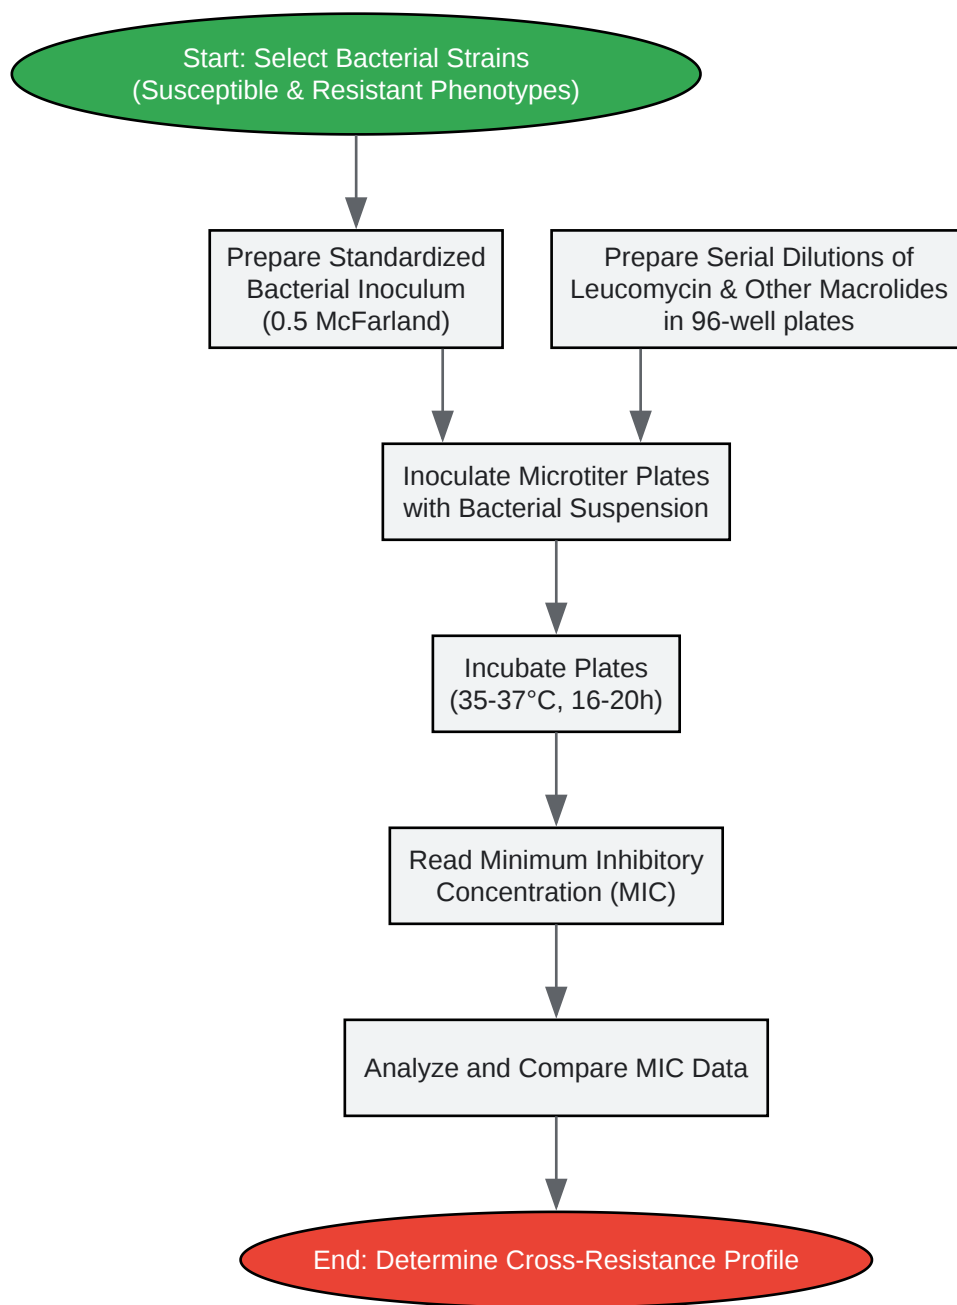 Start: Select Bacterial Strains
(Susceptible & Resistant Phenotypes)
Prepare Standardized
Bacterial Inoculum
(0.5 McFarland)
Prepare Serial Dilutions of
Leucomycin & Other Macrolides
in 96-well plates
Inoculate Microtiter Plates
with Bacterial Suspension
Incubate Plates
(35-37°C, 16-20h)
Read Minimum Inhibitory
Concentration (MIC)
Analyze and Compare MIC Data
End: Determine Cross-Resistance Profile